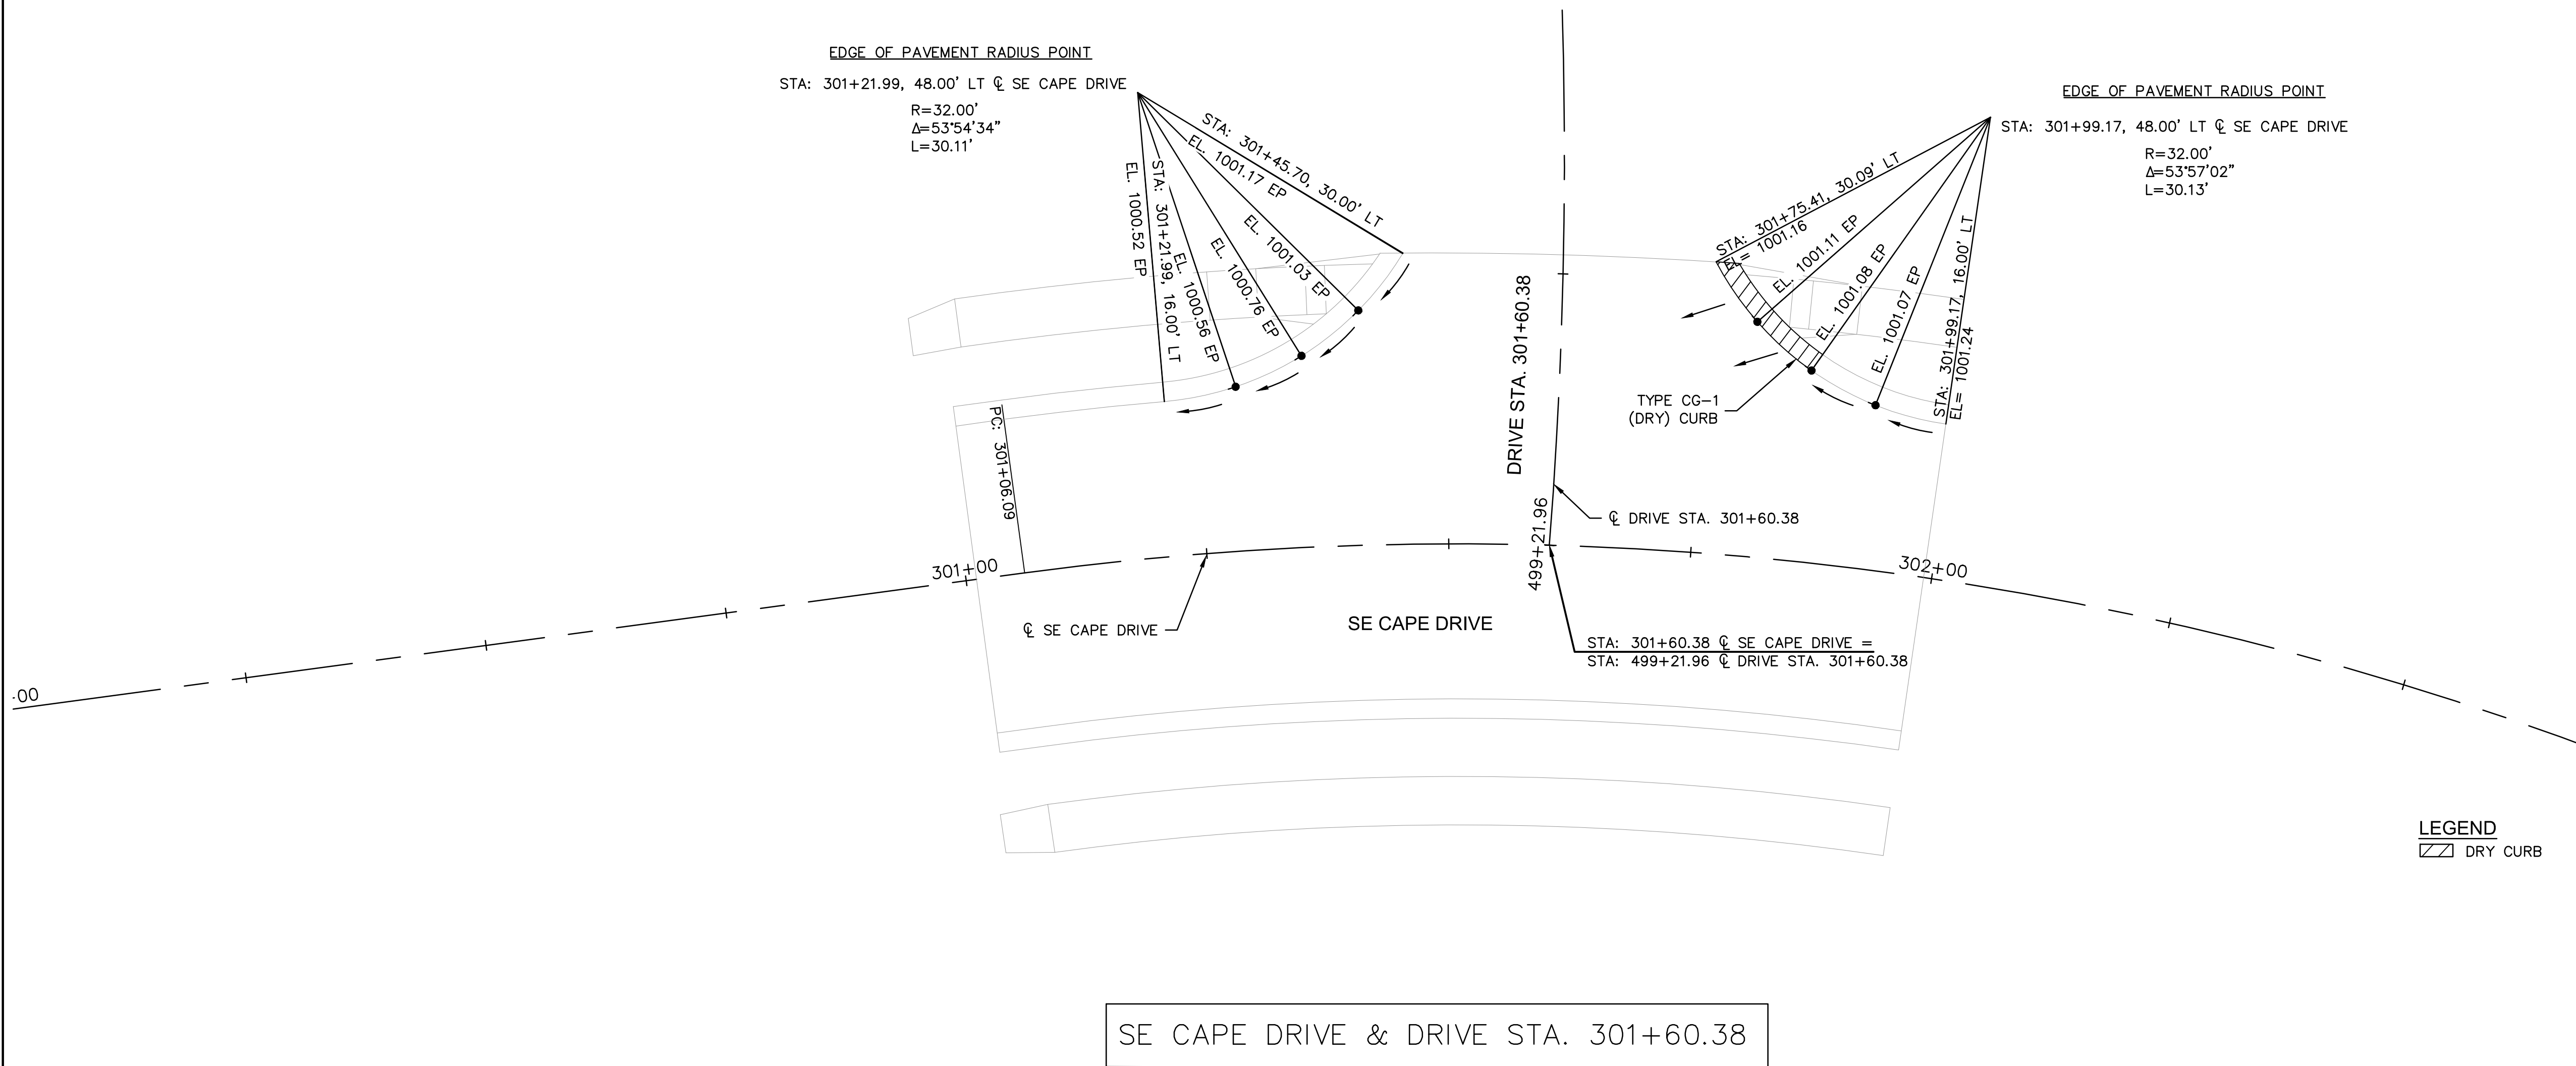 EDGE OF PAVEMENT RADIUS POINT
STA: 301+21.99, 48.00' LT ℄ SE CAPE DRIVE
R=32.00'
Δ=53°54'34"
L=30.11'
STA: 301+45.70, 30.00' LT
EL. 1001.17 EP
EL. 1001.03 EP
EL. 1000.76 EP
EL. 1000.56 EP
STA: 301+21.99, 16.00' LT
EL. 1000.52 EP
EDGE OF PAVEMENT RADIUS POINT
STA: 301+99.17, 48.00' LT ℄ SE CAPE DRIVE
R=32.00'
Δ=53°57'02"
L=30.13'
STA: 301+75.41, 30.09' LT
EL= 1001.16
EL. 1001.11 EP
EL. 1001.08 EP
EL. 1001.07 EP
STA: 301+99.17, 16.00' LT
EL= 1001.24
TYPE CG-1
(DRY) CURB
DRIVE STA. 301+60.38
PC: 301+06.09
499+21.96
℄ DRIVE STA. 301+60.38
301+00
302+00
℄ SE CAPE DRIVE
SE CAPE DRIVE
STA: 301+60.38 ℄ SE CAPE DRIVE =
STA: 499+21.96 ℄ DRIVE STA. 301+60.38
-00
LEGEND
DRY CURB
SE CAPE DRIVE & DRIVE STA. 301+60.38